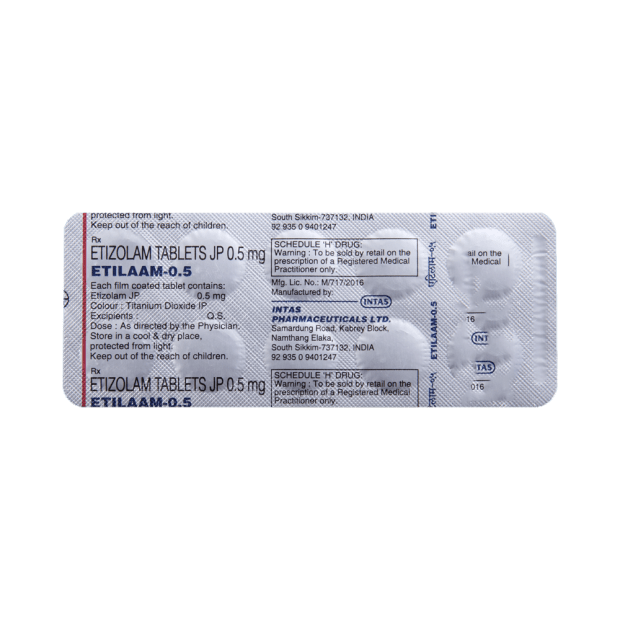 protected from light.
Keep out of the reach of children.
Rx
ETIZOLAM TABLETS JP 0.5 mg
ETILAAM-0.5
Each film coated tablet contains:
Etizolam JP 0.5 mg
Colour : Titanium Dioxide IP
Excipients : Q.S.
Dose : As directed by the Physician.
Store in a cool & dry place,
protected from light.
Keep out of the reach of children.
Rx
ETIZOLAM TABLETS JP 0.5 mg
ETILAAM-0.5
South Sikkim-737132, INDIA
92 935 0 9401247
SCHEDULE 'H' DRUG:
Warning : To be sold by retail on the
prescription of a Registered Medical
Practitioner only.
Mfg. Lic. No.: M/717/2016
Manufactured by:
INTAS
INTAS
PHARMACEUTICALS LTD.
Samardung Road, Kabrey Block,
Namthang Elaka,
South Sikkim-737132, INDIA
92 935 0 9401247
SCHEDULE 'H' DRUG:
Warning : To be sold by retail on the
prescription of a Registered Medical
Practitioner only.
ETI
ETILAAM-0.5
ail on the
Medical
16
INT
TAS
016